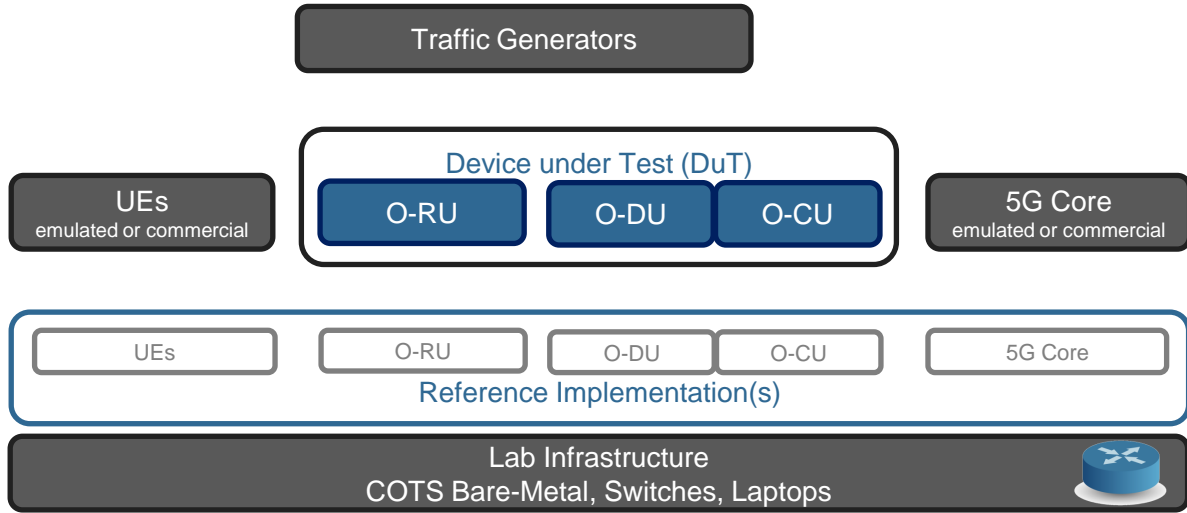 Traffic Generators
Device under Test (DuT)
UEs
emulated or commercial
O-RU
O-DU
O-CU
5G Core
emulated or commercial
UEs
O-RU
O-DU
O-CU
5G Core
Reference Implementation(s)
Lab Infrastructure
COTS Bare-Metal, Switches, Laptops